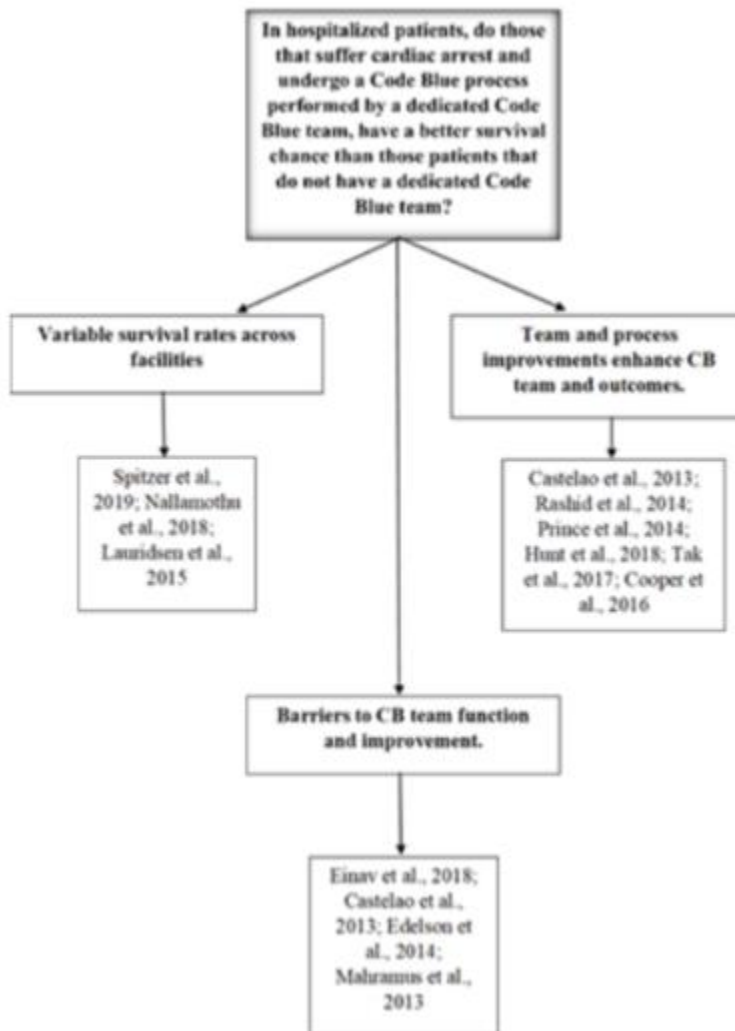 In hospitalized patients, do those
that suffer cardiac arrest and
undergo a Code Blue process
performed by a dedicated Code
Blue team, have a better survival
chance than those patients that
do not have a dedicated Code
Blue team?
Variable survival rates across
facilities
Team and process
improvements enhance CB
team and outcomes.
Spitzer et al.,
2019; Nallamothu
et al., 2018;
Lauridsen et al.,
2015
Castelao et al., 2013;
Rashid et al., 2014;
Prince et al., 2014;
Hunt et al., 2018; Tak
et al., 2017; Cooper et
al., 2016
Barriers to CB team function
and improvement.
Einav et al., 2018;
Castelao et al.,
2013; Edelson et
al., 2014;
Mahramus et al.,
2013